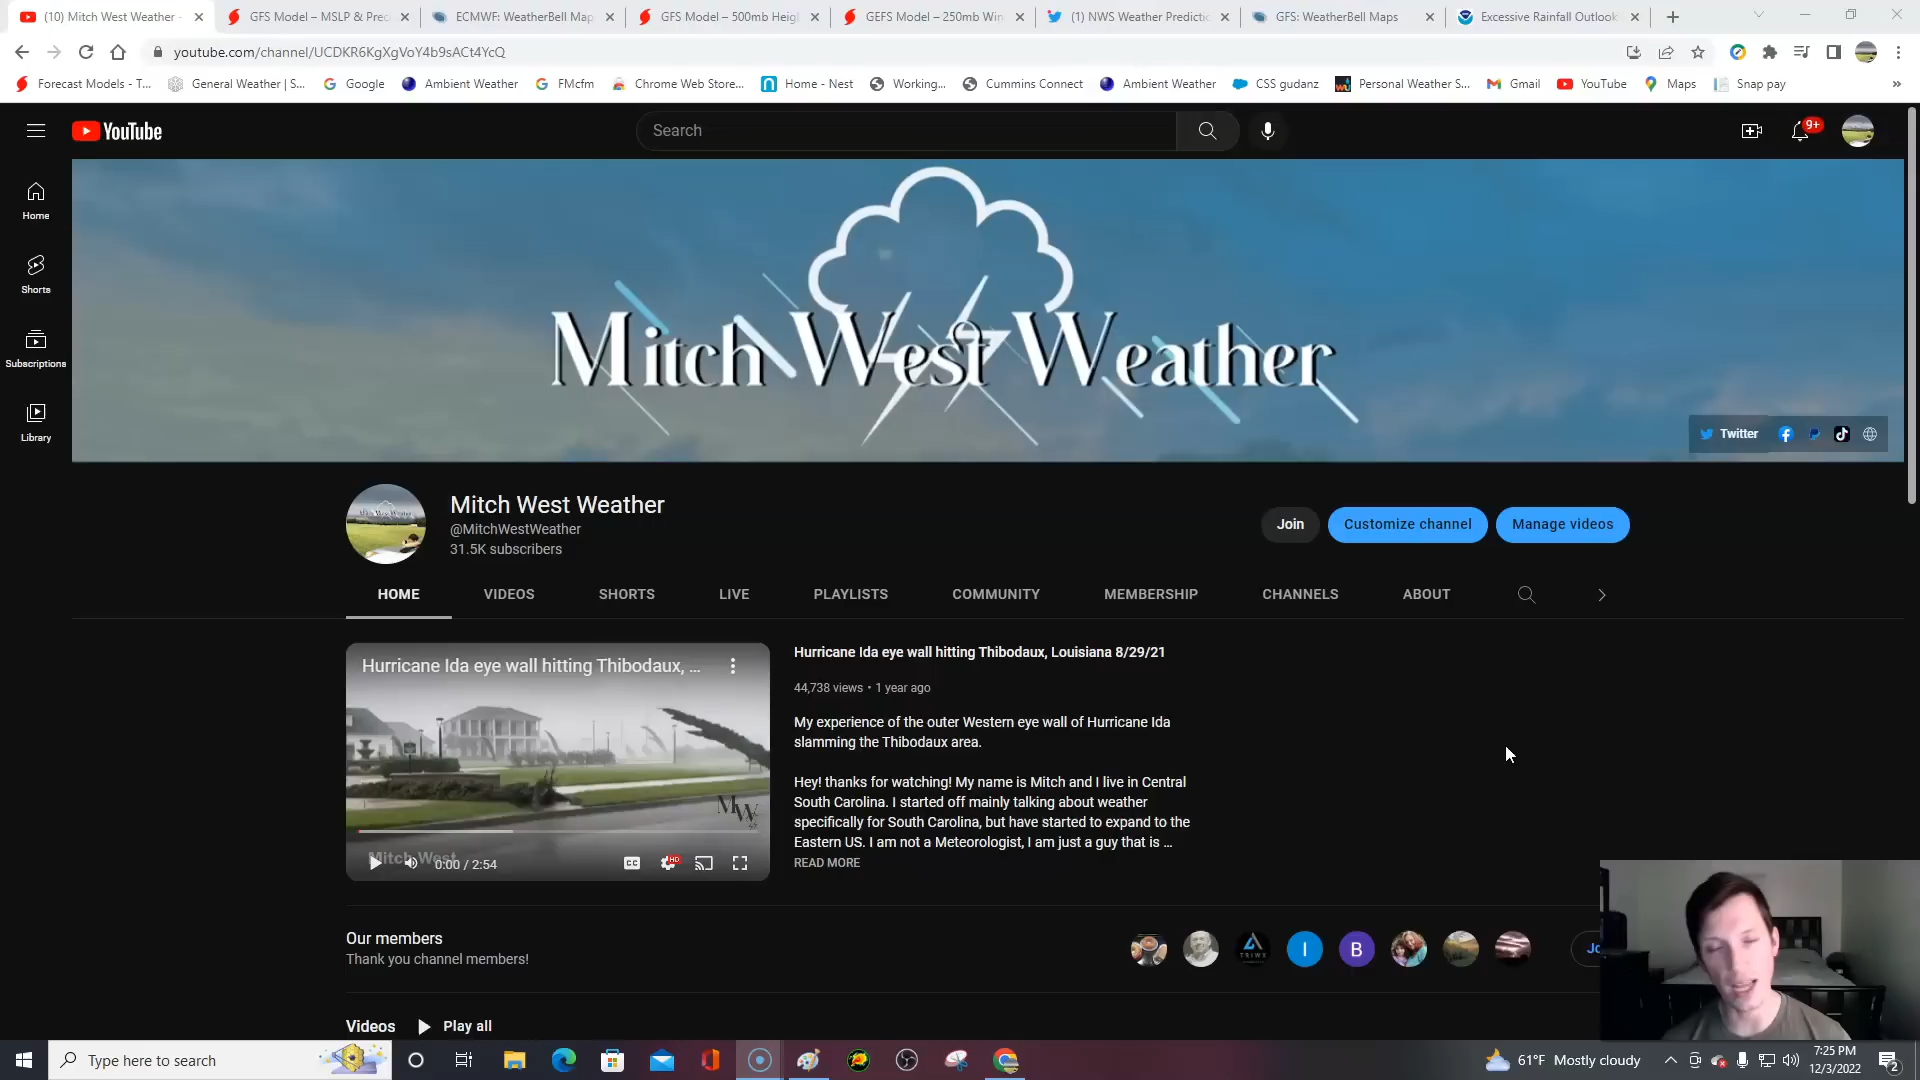 (10) Mitch West Weather -
GFS Model – MSLP & Prec
ECMWF: WeatherBell Map
GFS Model – 500mb Heigh
GEFS Model – 250mb Win
(1) NWS Weather Predictio
GFS: WeatherBell Maps
Excessive Rainfall Outlook
youtube.com/channel/UCDKR6KgXgVoY4b9sACt4YcQ
Forecast Models - T...
General Weather | S...
Google
Ambient Weather
FMcfm
Chrome Web Store...
Home - Nest
Working...
Cummins Connect
Ambient Weather
CSS gudanz
Personal Weather S...
Gmail
YouTube
Maps
Snap pay
YouTube
Search
9+
Home
Shorts
Subscriptions
Library
Mitch West Weather
Twitter
Mitch West Weather
@MitchWestWeather
31.5K subscribers
Join
Customize channel
Manage videos
HOME
VIDEOS
SHORTS
LIVE
PLAYLISTS
COMMUNITY
MEMBERSHIP
CHANNELS
ABOUT
Hurricane Ida eye wall hitting Thibodaux, ...
MW
Mitch West
0:00 / 2:54
CC
HD
Hurricane Ida eye wall hitting Thibodaux, Louisiana 8/29/21
44,738 views • 1 year ago
My experience of the outer Western eye wall of Hurricane Ida
slamming the Thibodaux area.
Hey! thanks for watching! My name is Mitch and I live in Central
South Carolina. I started off mainly talking about weather
specifically for South Carolina, but have started to expand to the
Eastern US. I am not a Meteorologist, I am just a guy that is ...
READ MORE
Our members
Thank you channel members!
TRIWX
I
B
Jo
Videos
Play all
Type here to search
61°F Mostly cloudy
7:25 PM
12/3/2022
2